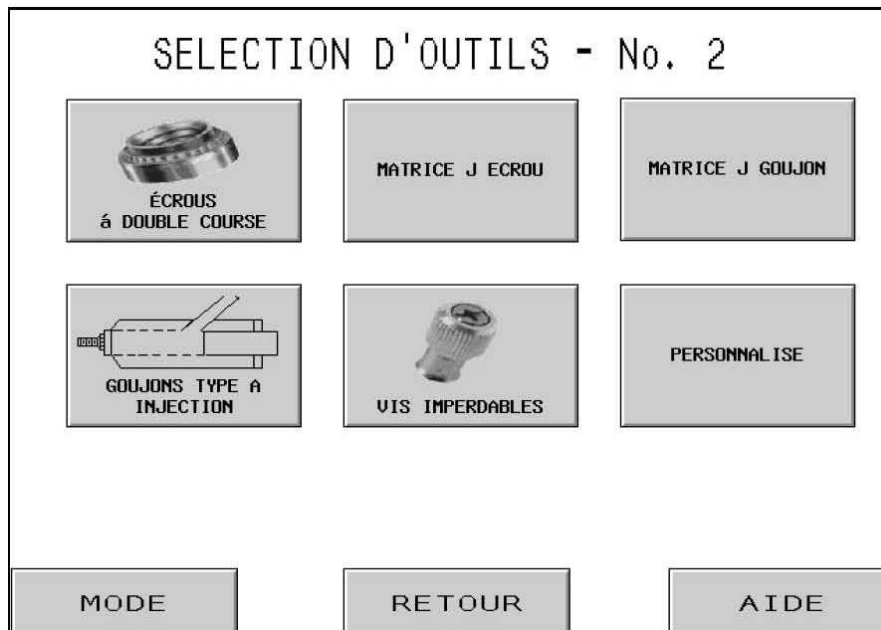 SELECTION D'OUTILS - No. 2
ÉCROUS
á DOUBLE COURSE
MATRICE J ECROU
MATRICE J GOUJON
GOUJONS TYPE A
INJECTION
VIS IMPERDABLES
PERSONNALISE
MODE
RETOUR
AIDE